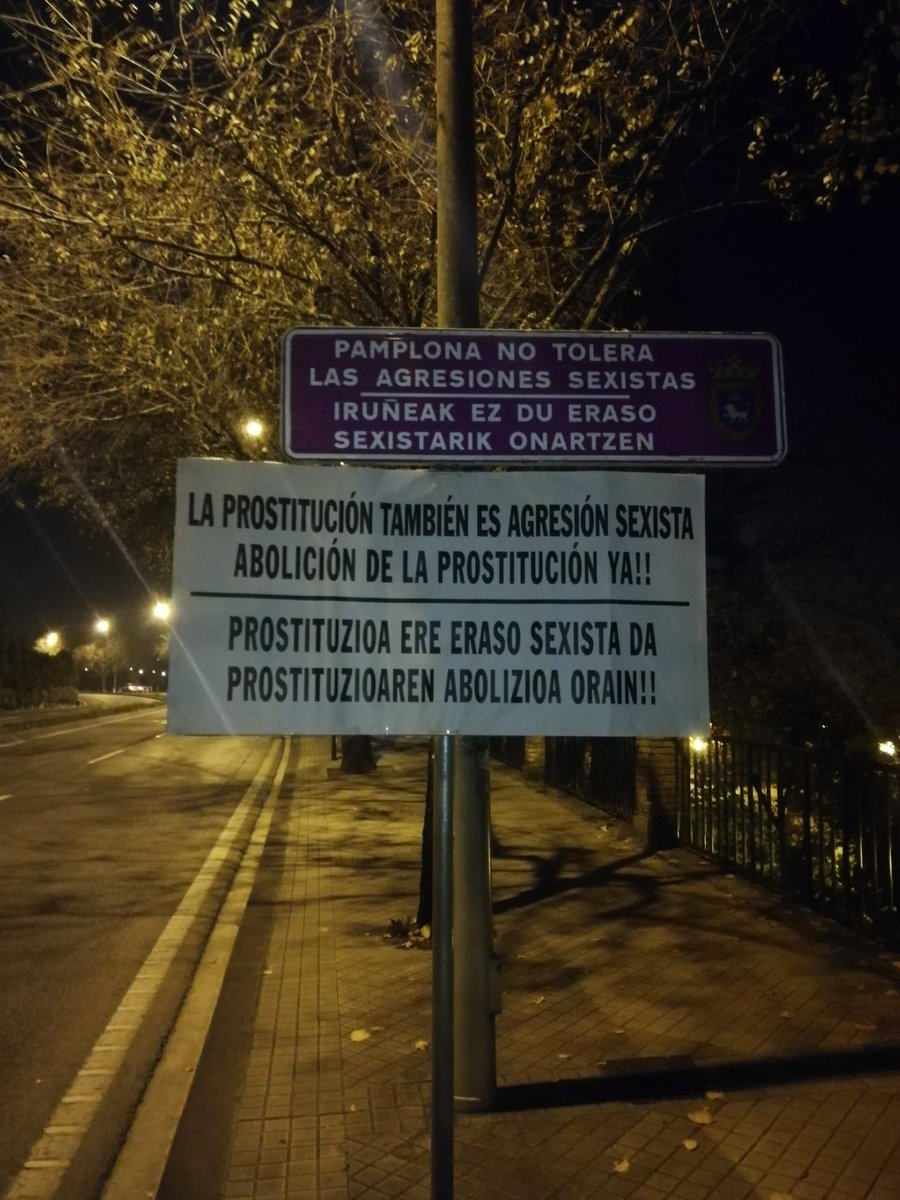 PAMPLONA NO TOLERA
LAS AGRESIONES SEXISTAS
IRUÑEAK EZ DU ERASO
SEXISTARIK ONARTZEN
LA PROSTITUCIÓN TAMBIÉN ES AGRESIÓN SEXISTA
ABOLICIÓN DE LA PROSTITUCIÓN YA!!
PROSTITUZIOA ERE ERASO SEXISTA DA
PROSTITUZIOAREN ABOLIZIOA ORAIN!!